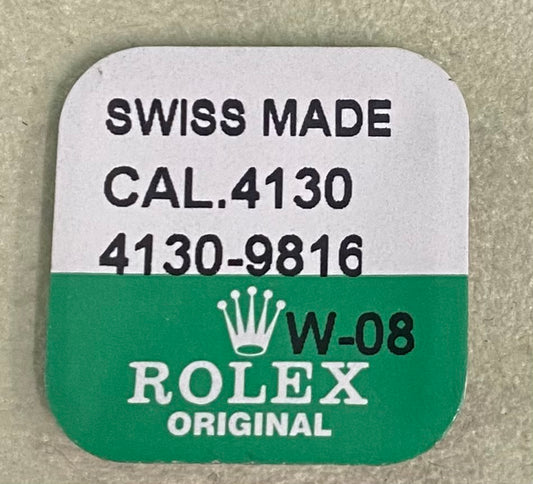 SWISS MADE
CAL.4130
4130-9816
W-08
ROLEX
ORIGINAL